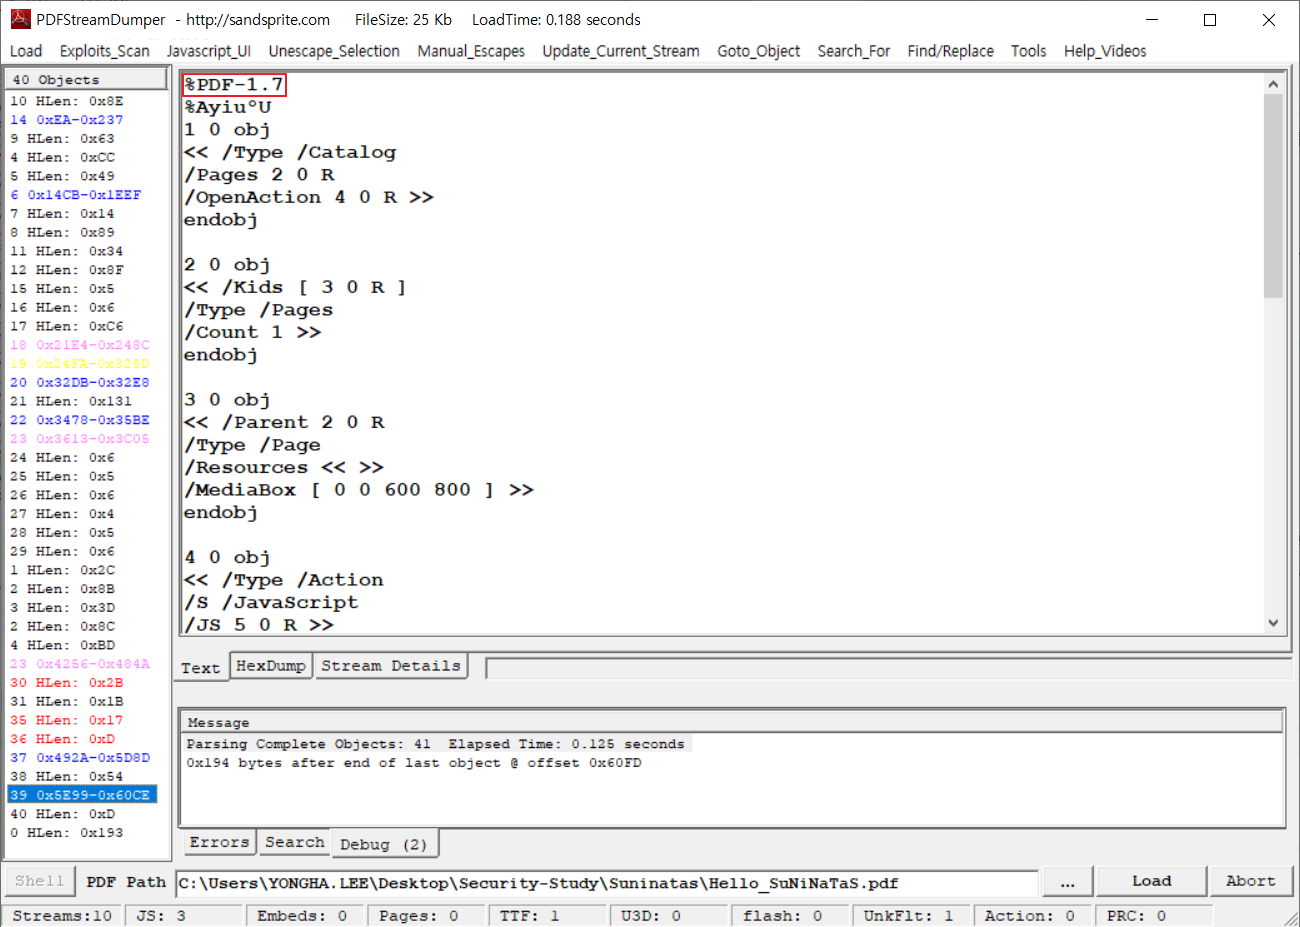 PDFStreamDumper - http://sandsprite.com FileSize: 25 Kb LoadTime: 0.188 seconds
Load Exploits_Scan Javascript_UI Unescape_Selection Manual_Escapes Update_Current_Stream Goto_Object Search_For Find/Replace Tools Help_Videos
40 Objects
10 HLen: 0x8E
14 0xEA-0x237
9 HLen: 0x63
4 HLen: 0xCC
5 HLen: 0x49
6 0x14CB-0x1EEF
7 HLen: 0x14
8 HLen: 0x89
11 HLen: 0x34
12 HLen: 0x8F
15 HLen: 0x5
16 HLen: 0x6
17 HLen: 0xC6
18 0x21E4-0x248C
19 0x24FA-0x328D
20 0x32DB-0x32E8
21 HLen: 0x131
22 0x3478-0x35BE
23 0x3613-0x3C05
24 HLen: 0x6
25 HLen: 0x5
26 HLen: 0x6
27 HLen: 0x4
28 HLen: 0x5
29 HLen: 0x6
1 HLen: 0x2C
2 HLen: 0x8B
3 HLen: 0x3D
2 HLen: 0x8C
4 HLen: 0xBD
23 0x4256-0x484A
30 HLen: 0x2B
31 HLen: 0x1B
35 HLen: 0x17
36 HLen: 0xD
37 0x492A-0x5D8D
38 HLen: 0x54
39 0x5E99-0x60CE
40 HLen: 0xD
0 HLen: 0x193
%PDF-1.7
%Ayiu°U
1 0 obj
<< /Type /Catalog
/Pages 2 0 R
/OpenAction 4 0 R >>
endobj
2 0 obj
<< /Kids [ 3 0 R ]
/Type /Pages
/Count 1 >>
endobj
3 0 obj
<< /Parent 2 0 R
/Type /Page
/Resources << >>
/MediaBox [ 0 0 600 800 ] >>
endobj
4 0 obj
<< /Type /Action
/S /JavaScript
/JS 5 0 R >>
Text HexDump Stream Details
Message
Parsing Complete Objects: 41 Elapsed Time: 0.125 seconds
0x194 bytes after end of last object @ offset 0x60FD
Errors Search Debug (2)
Shell PDF Path C:\Users\YONGHA.LEE\Desktop\Security-Study\Suninatas\Hello_SuNiNaTaS.pdf ... Load Abort
Streams:10 JS: 3 Embeds: 0 Pages: 0 TTF: 1 U3D: 0 flash: 0 UnkFlt: 1 Action: 0 PRC: 0